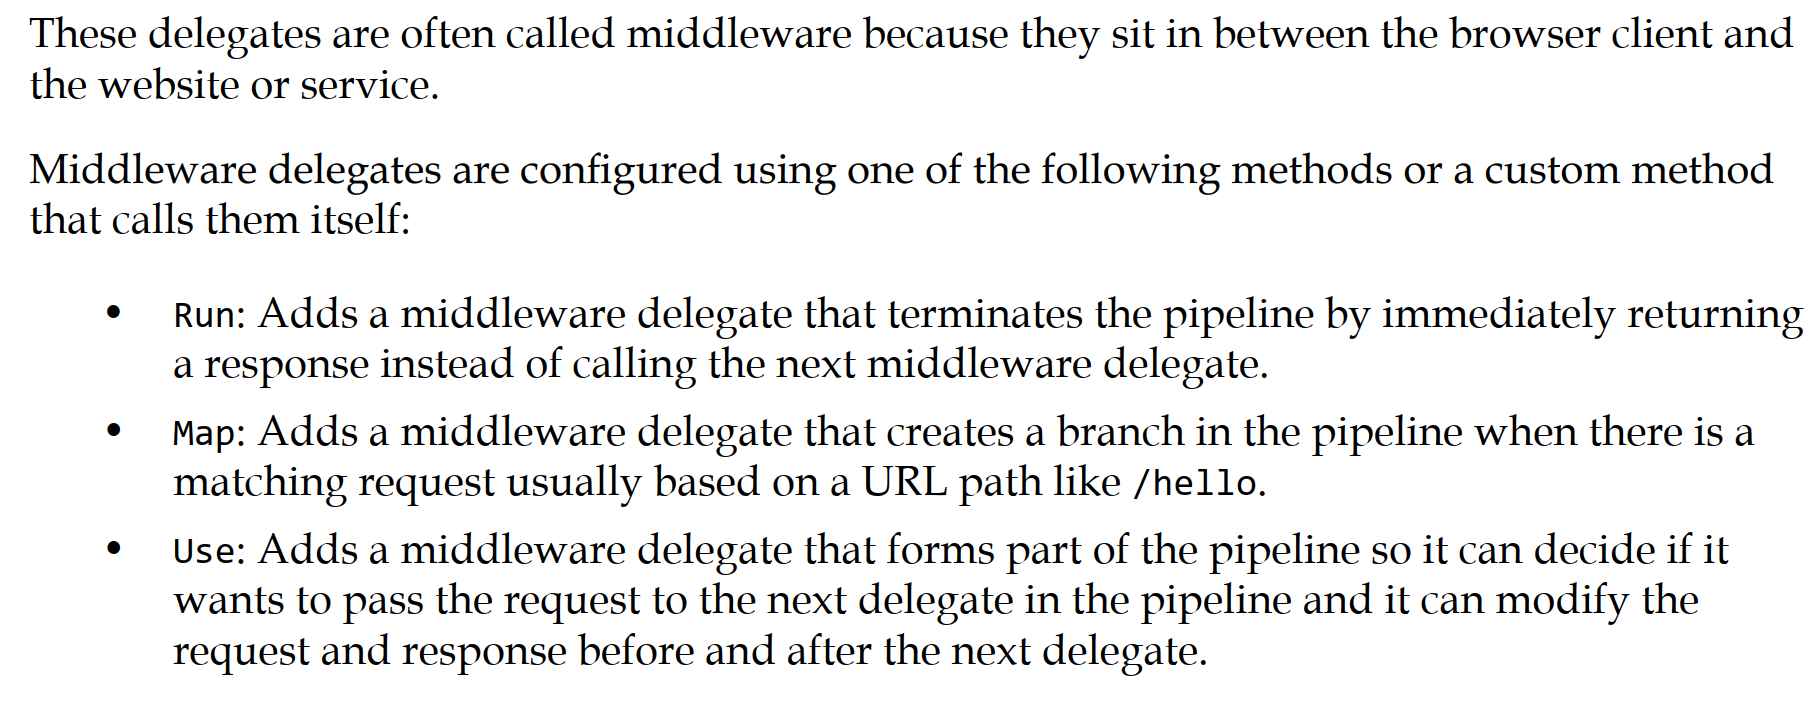 These delegates are often called middleware because they sit in between the browser client and
the website or service.
Middleware delegates are configured using one of the following methods or a custom method
that calls them itself:
• Run: Adds a middleware delegate that terminates the pipeline by immediately returning
a response instead of calling the next middleware delegate.
• Map: Adds a middleware delegate that creates a branch in the pipeline when there is a
matching request usually based on a URL path like /hello.
• Use: Adds a middleware delegate that forms part of the pipeline so it can decide if it
wants to pass the request to the next delegate in the pipeline and it can modify the
request and response before and after the next delegate.